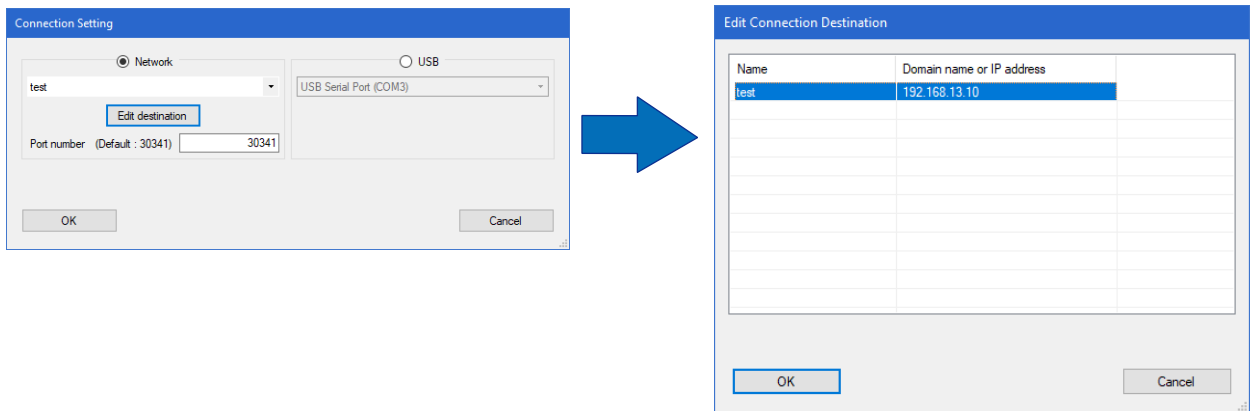 Connection Setting
Network
USB
test
USB Serial Port (COM3)
Edit destination
Port number (Default : 30341) 30341
OK
Cancel
Edit Connection Destination
Name Domain name or IP address
test 192.168.13.10
OK
Cancel